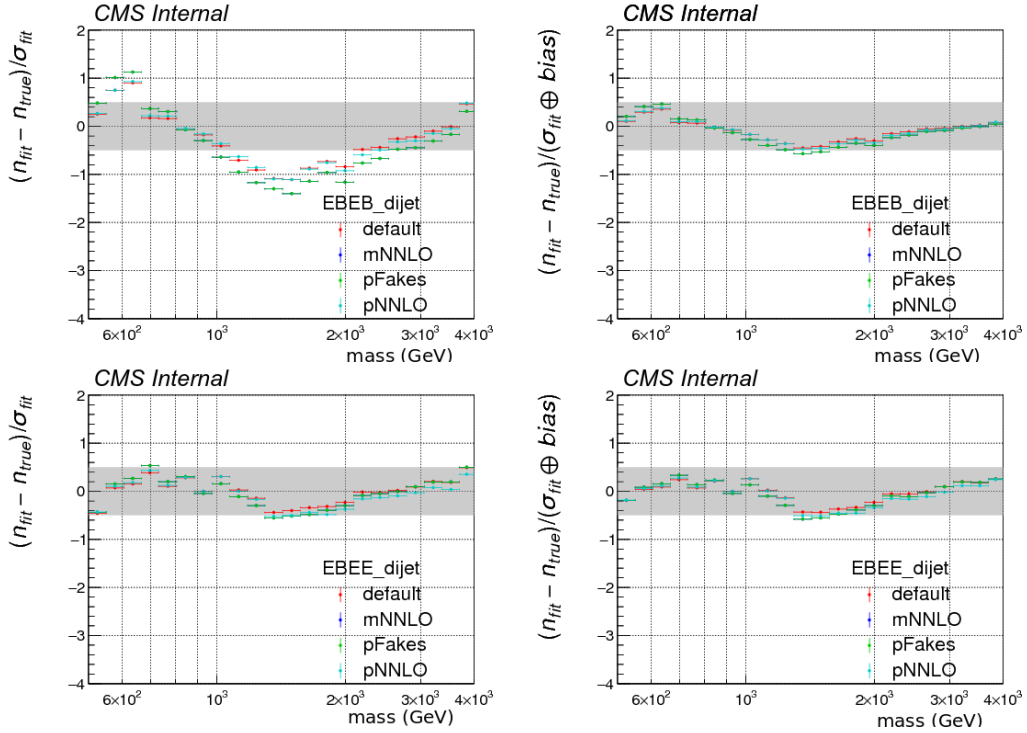 CMS Internal
(n_fit − n_true)/σ_fit
2
1
0
−1
−2
−3
−4
EBEB_dijet
default
mNNLO
pFakes
pNNLO
6×10² 10³ 2×10³ 3×10³ 4×10³
mass (GeV)
CMS Internal
(n_fit − n_true)/(σ_fit ⊕ bias)
2
1
0
−1
−2
−3
−4
EBEB_dijet
default
mNNLO
pFakes
pNNLO
6×10² 10³ 2×10³ 3×10³ 4×10³
mass (GeV)
CMS Internal
(n_fit − n_true)/σ_fit
2
1
0
−1
−2
−3
−4
EBEE_dijet
default
mNNLO
pFakes
pNNLO
6×10² 10³ 2×10³ 3×10³ 4×10³
mass (GeV)
CMS Internal
(n_fit − n_true)/(σ_fit ⊕ bias)
2
1
0
−1
−2
−3
−4
EBEE_dijet
default
mNNLO
pFakes
pNNLO
6×10² 10³ 2×10³ 3×10³ 4×10³
mass (GeV)